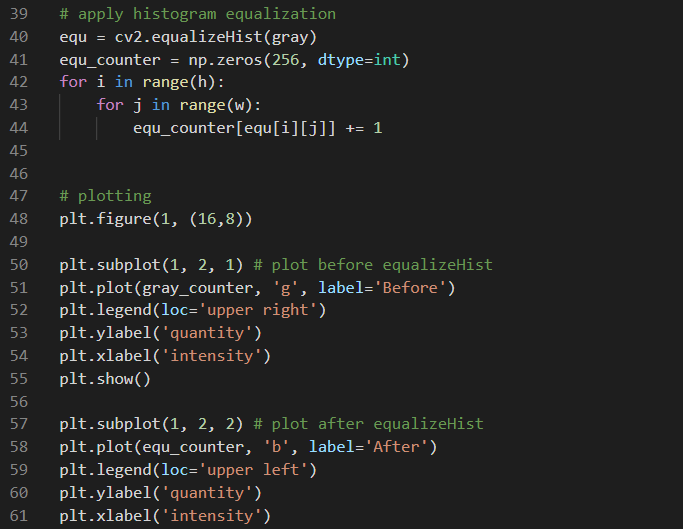 39 # apply histogram equalization
40 equ = cv2.equalizeHist(gray)
41 equ_counter = np.zeros(256, dtype=int)
42 for i in range(h):
43     for j in range(w):
44         equ_counter[equ[i][j]] += 1
45
46
47 # plotting
48 plt.figure(1, (16,8))
49
50 plt.subplot(1, 2, 1) # plot before equalizeHist
51 plt.plot(gray_counter, 'g', label='Before')
52 plt.legend(loc='upper right')
53 plt.ylabel('quantity')
54 plt.xlabel('intensity')
55 plt.show()
56
57 plt.subplot(1, 2, 2) # plot after equalizeHist
58 plt.plot(equ_counter, 'b', label='After')
59 plt.legend(loc='upper left')
60 plt.ylabel('quantity')
61 plt.xlabel('intensity')